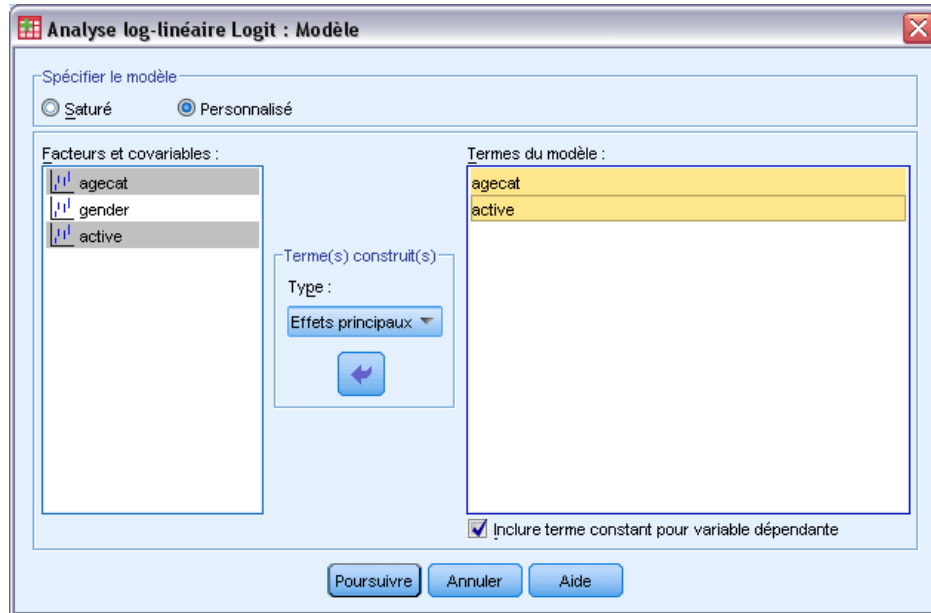 Analyse log-linéaire Logit : Modèle
Spécifier le modèle
Saturé
Personnalisé
Facteurs et covariables :
agecat
gender
active
Terme(s) construit(s)
Type :
Effets principaux
Termes du modèle :
agecat
active
Inclure terme constant pour variable dépendante
Poursuivre
Annuler
Aide